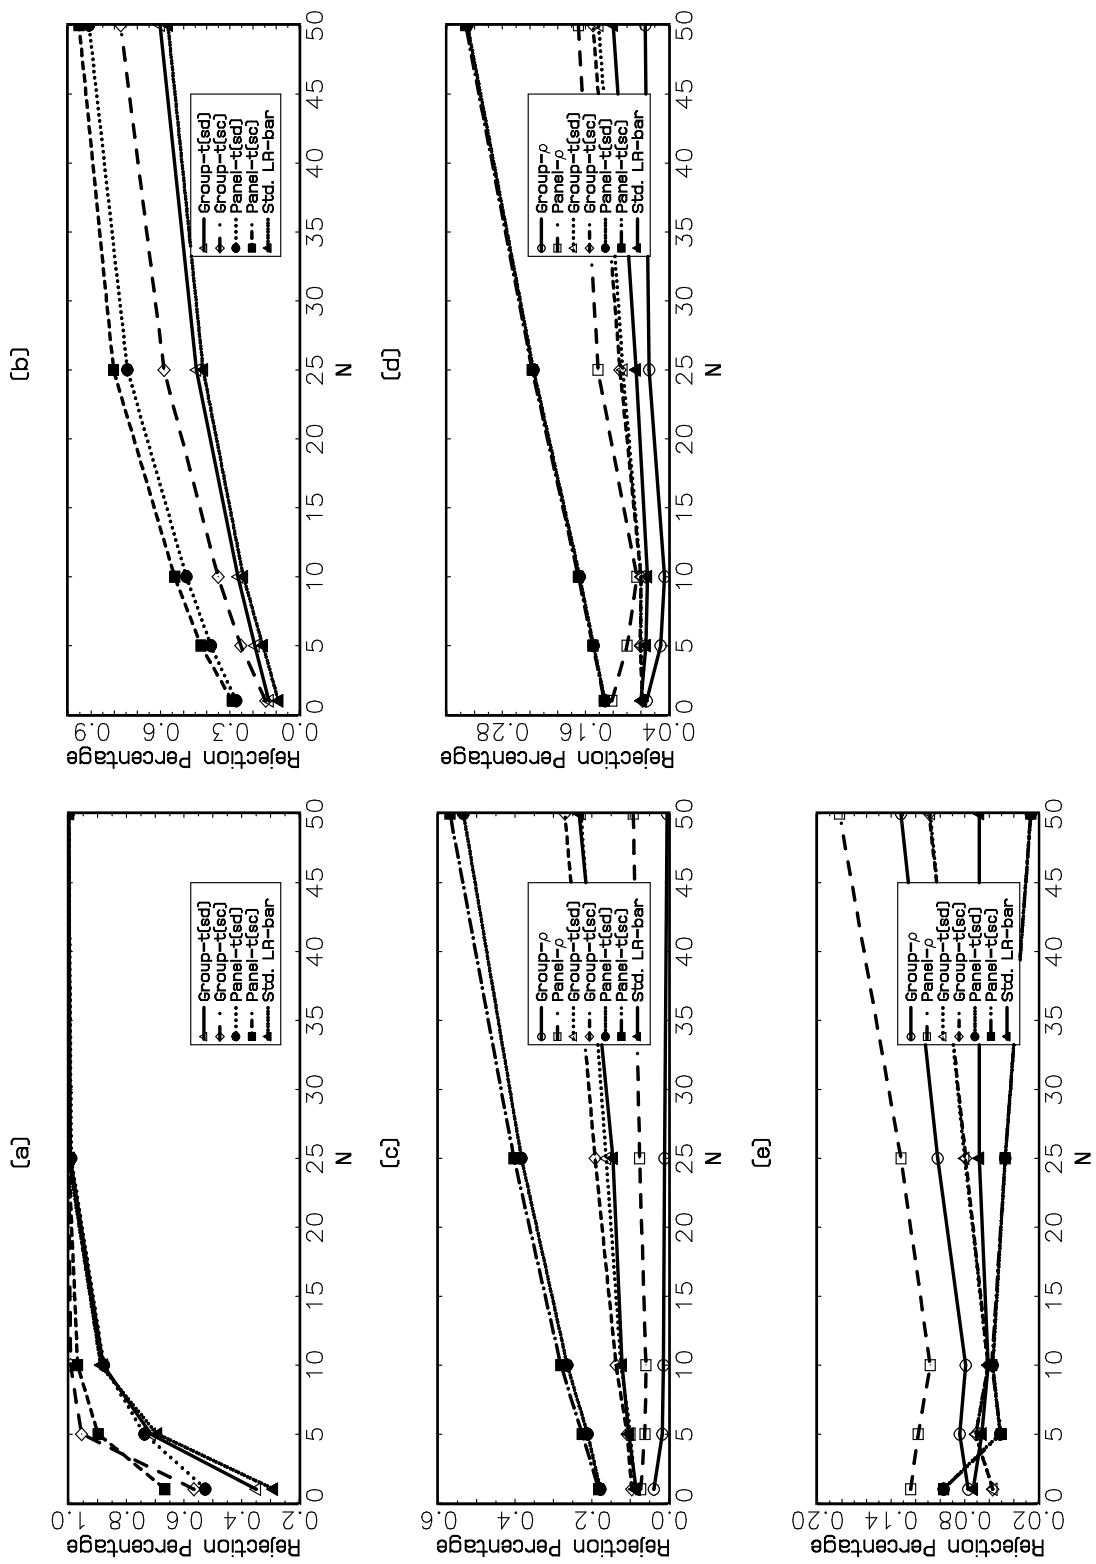 (a)
Rejection Percentage
1.0
0.8
0.6
0.4
0.2
0 5 10 15 20 25 30 35 40 45 50
N
Group-t(sd)
Group-t(sc)
Panel-t(sd)
Panel-t(sc)
Std. LR-bar
(b)
Rejection Percentage
0.9
0.6
0.3
0.0
0 5 10 15 20 25 30 35 40 45 50
N
Group-t(sd)
Group-t(sc)
Panel-t(sd)
Panel-t(sc)
Std. LR-bar
(c)
Rejection Percentage
0.6
0.4
0.2
0.0
0 5 10 15 20 25 30 35 40 45 50
N
Group-ρ
Panel-ρ
Group-t(sd)
Group-t(sc)
Panel-t(sd)
Panel-t(sc)
Std. LR-bar
(d)
Rejection Percentage
0.28
0.16
0.04
0 5 10 15 20 25 30 35 40 45 50
N
Group-ρ
Panel-ρ
Group-t(sd)
Group-t(sc)
Panel-t(sd)
Panel-t(sc)
Std. LR-bar
(e)
Rejection Percentage
0.20
0.14
0.08
0.02
0 5 10 15 20 25 30 35 40 45 50
N
Group-ρ
Panel-ρ
Group-t(sd)
Group-t(sc)
Panel-t(sd)
Panel-t(sc)
Std. LR-bar